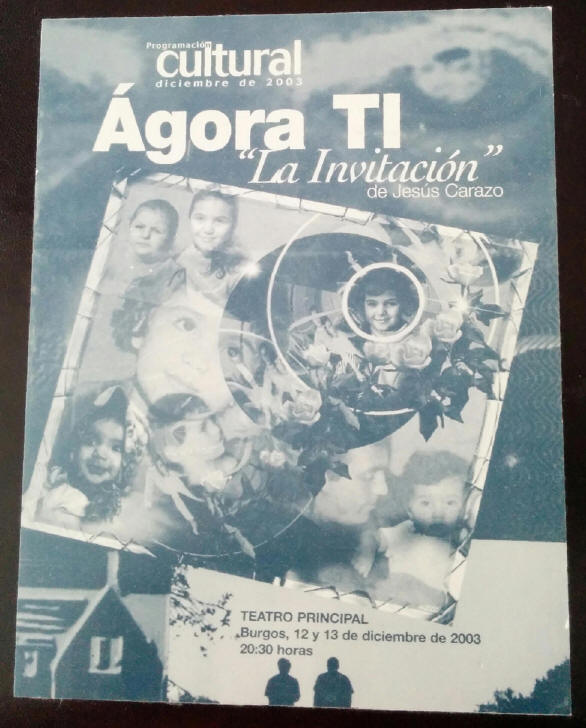 Programación
cultural
diciembre de 2003
Ágora TI
"La Invitación"
de Jesús Carazo
TEATRO PRINCIPAL
Burgos, 12 y 13 de diciembre de 2003
20:30 horas